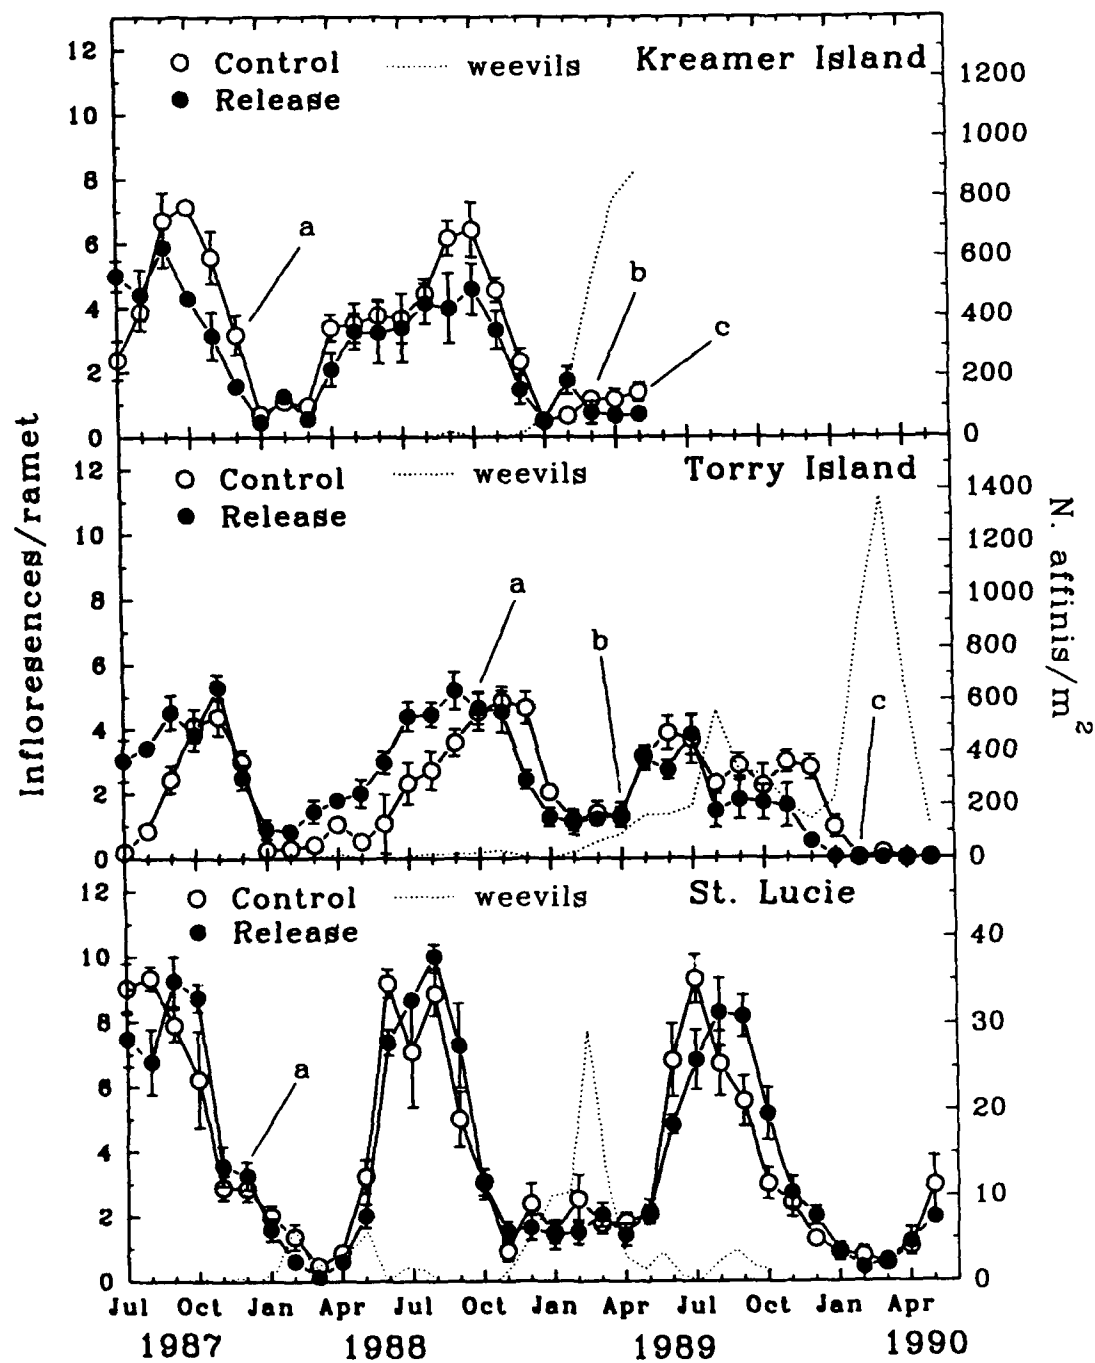 Control weevils Kreamer Island
Release
12
10
8
6
4
2
0
1200
1000
800
600
400
200
0
a
b
c
Control weevils Torry Island
Release
12
10
8
6
4
2
0
1400
1200
1000
800
600
400
200
0
a
b
c
Infloresences/ramet
N. affinis/m2
Control weevils St. Lucie
Release
12
10
8
6
4
2
0
40
30
20
10
0
a
Jul Oct Jan Apr Jul Oct Jan Apr Jul Oct Jan Apr
1987 1988 1989 1990